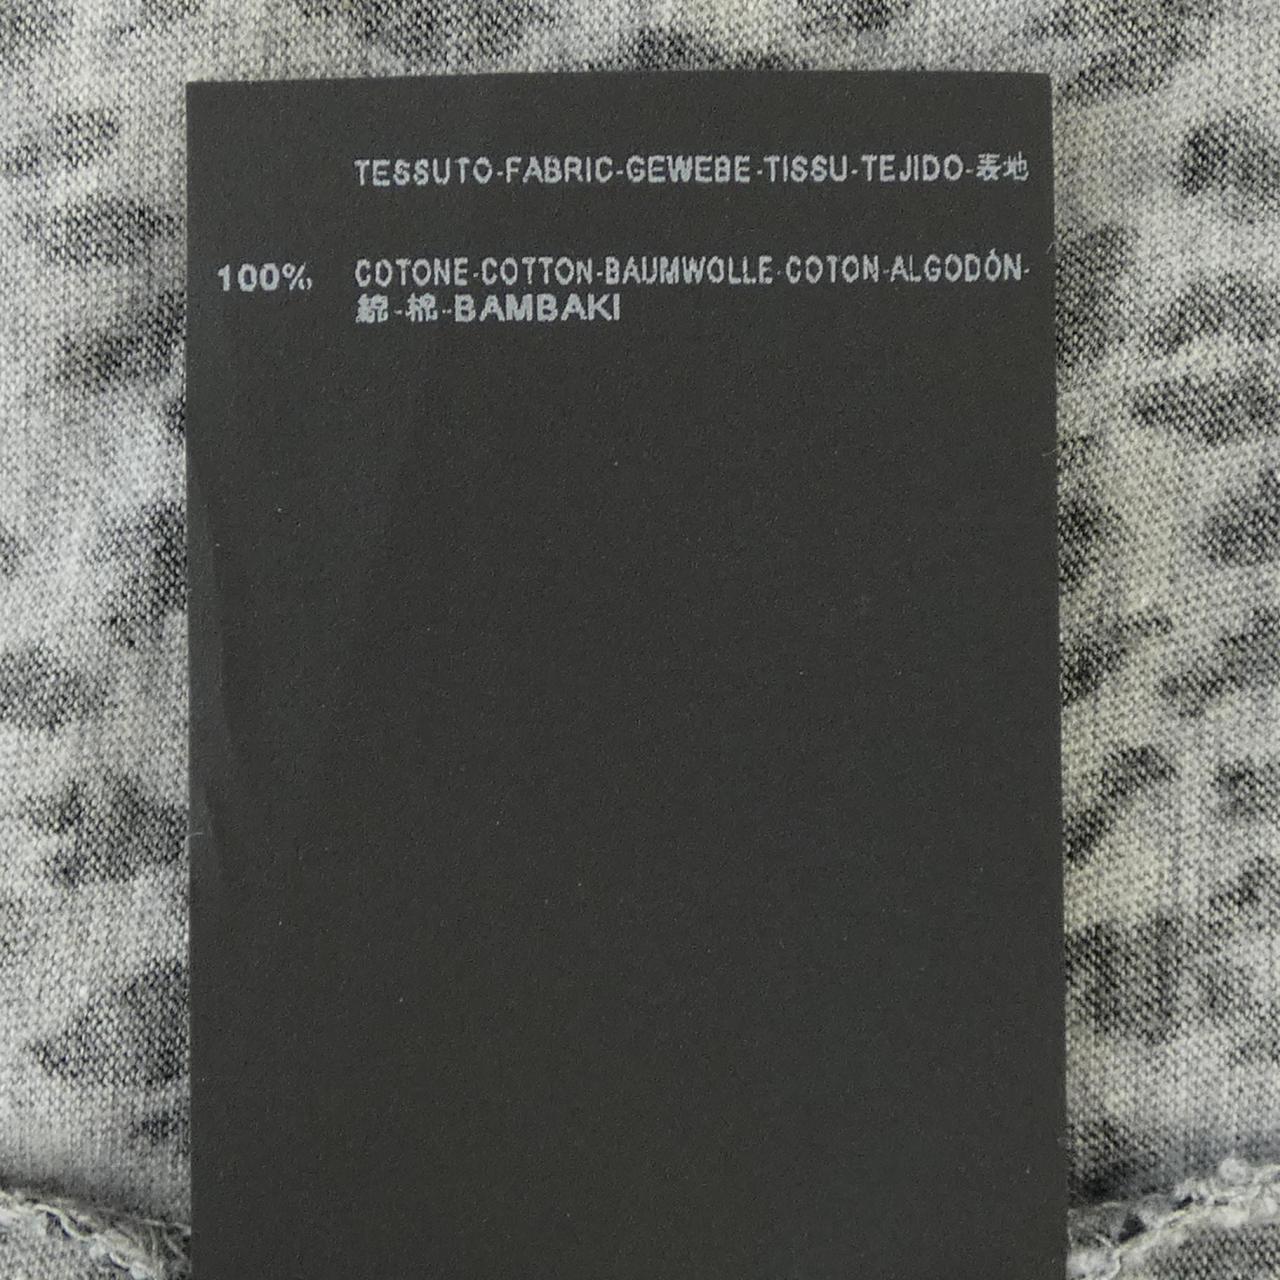 TESSUTO-FABRIC-GEWEBE-TISSU-TEJIDO-表地
100% COTONE-COTTON-BAUMWOLLE-COTON-ALGODÓN-
綿-棉-BAMBAKI